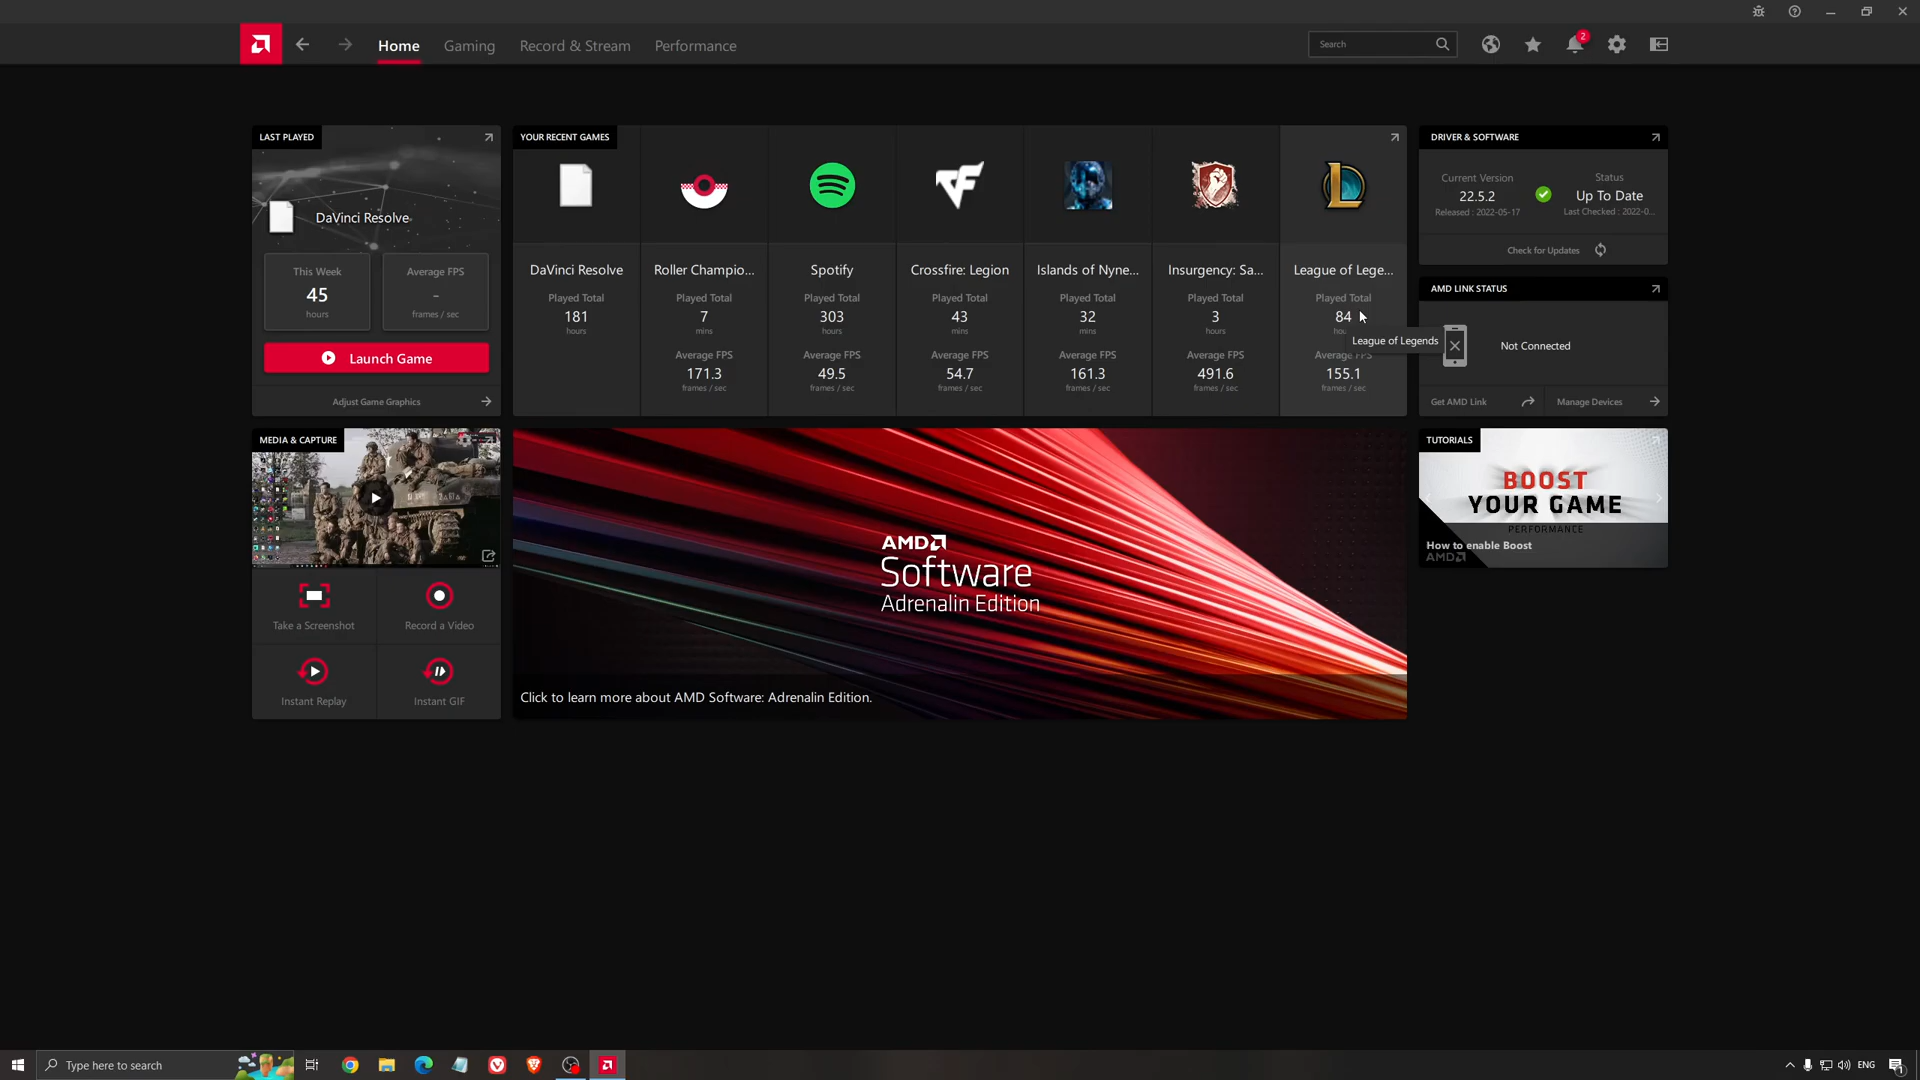 Home
Gaming
Record & Stream
Performance
Search
2
LAST PLAYED
DaVinci Resolve
This Week
45
hours
Average FPS
-
frames / sec
Launch Game
Adjust Game Graphics
YOUR RECENT GAMES
DaVinci Resolve
Played Total
181
hours
Roller Champio...
Played Total
7
mins
Average FPS
171.3
frames / sec
Spotify
Played Total
303
hours
Average FPS
49.5
frames / sec
Crossfire: Legion
Played Total
43
mins
Average FPS
54.7
frames / sec
Islands of Nyne...
Played Total
32
mins
Average FPS
161.3
frames / sec
Insurgency: Sa...
Played Total
3
hours
Average FPS
491.6
frames / sec
League of Lege...
Played Total
84
League of Legends
155.1
frames / sec
DRIVER & SOFTWARE
Current Version
22.5.2
Released : 2022-05-17
Status
Up To Date
Last Checked : 2022-0...
Check for Updates
AMD LINK STATUS
Not Connected
Get AMD Link
Manage Devices
MEDIA & CAPTURE
Take a Screenshot
Record a Video
Instant Replay
Instant GIF
AMD
Software
Adrenalin Edition
Click to learn more about AMD Software: Adrenalin Edition.
TUTORIALS
BOOST
YOUR GAME
PERFORMANCE
How to enable Boost
AMD
Type here to search
ENG